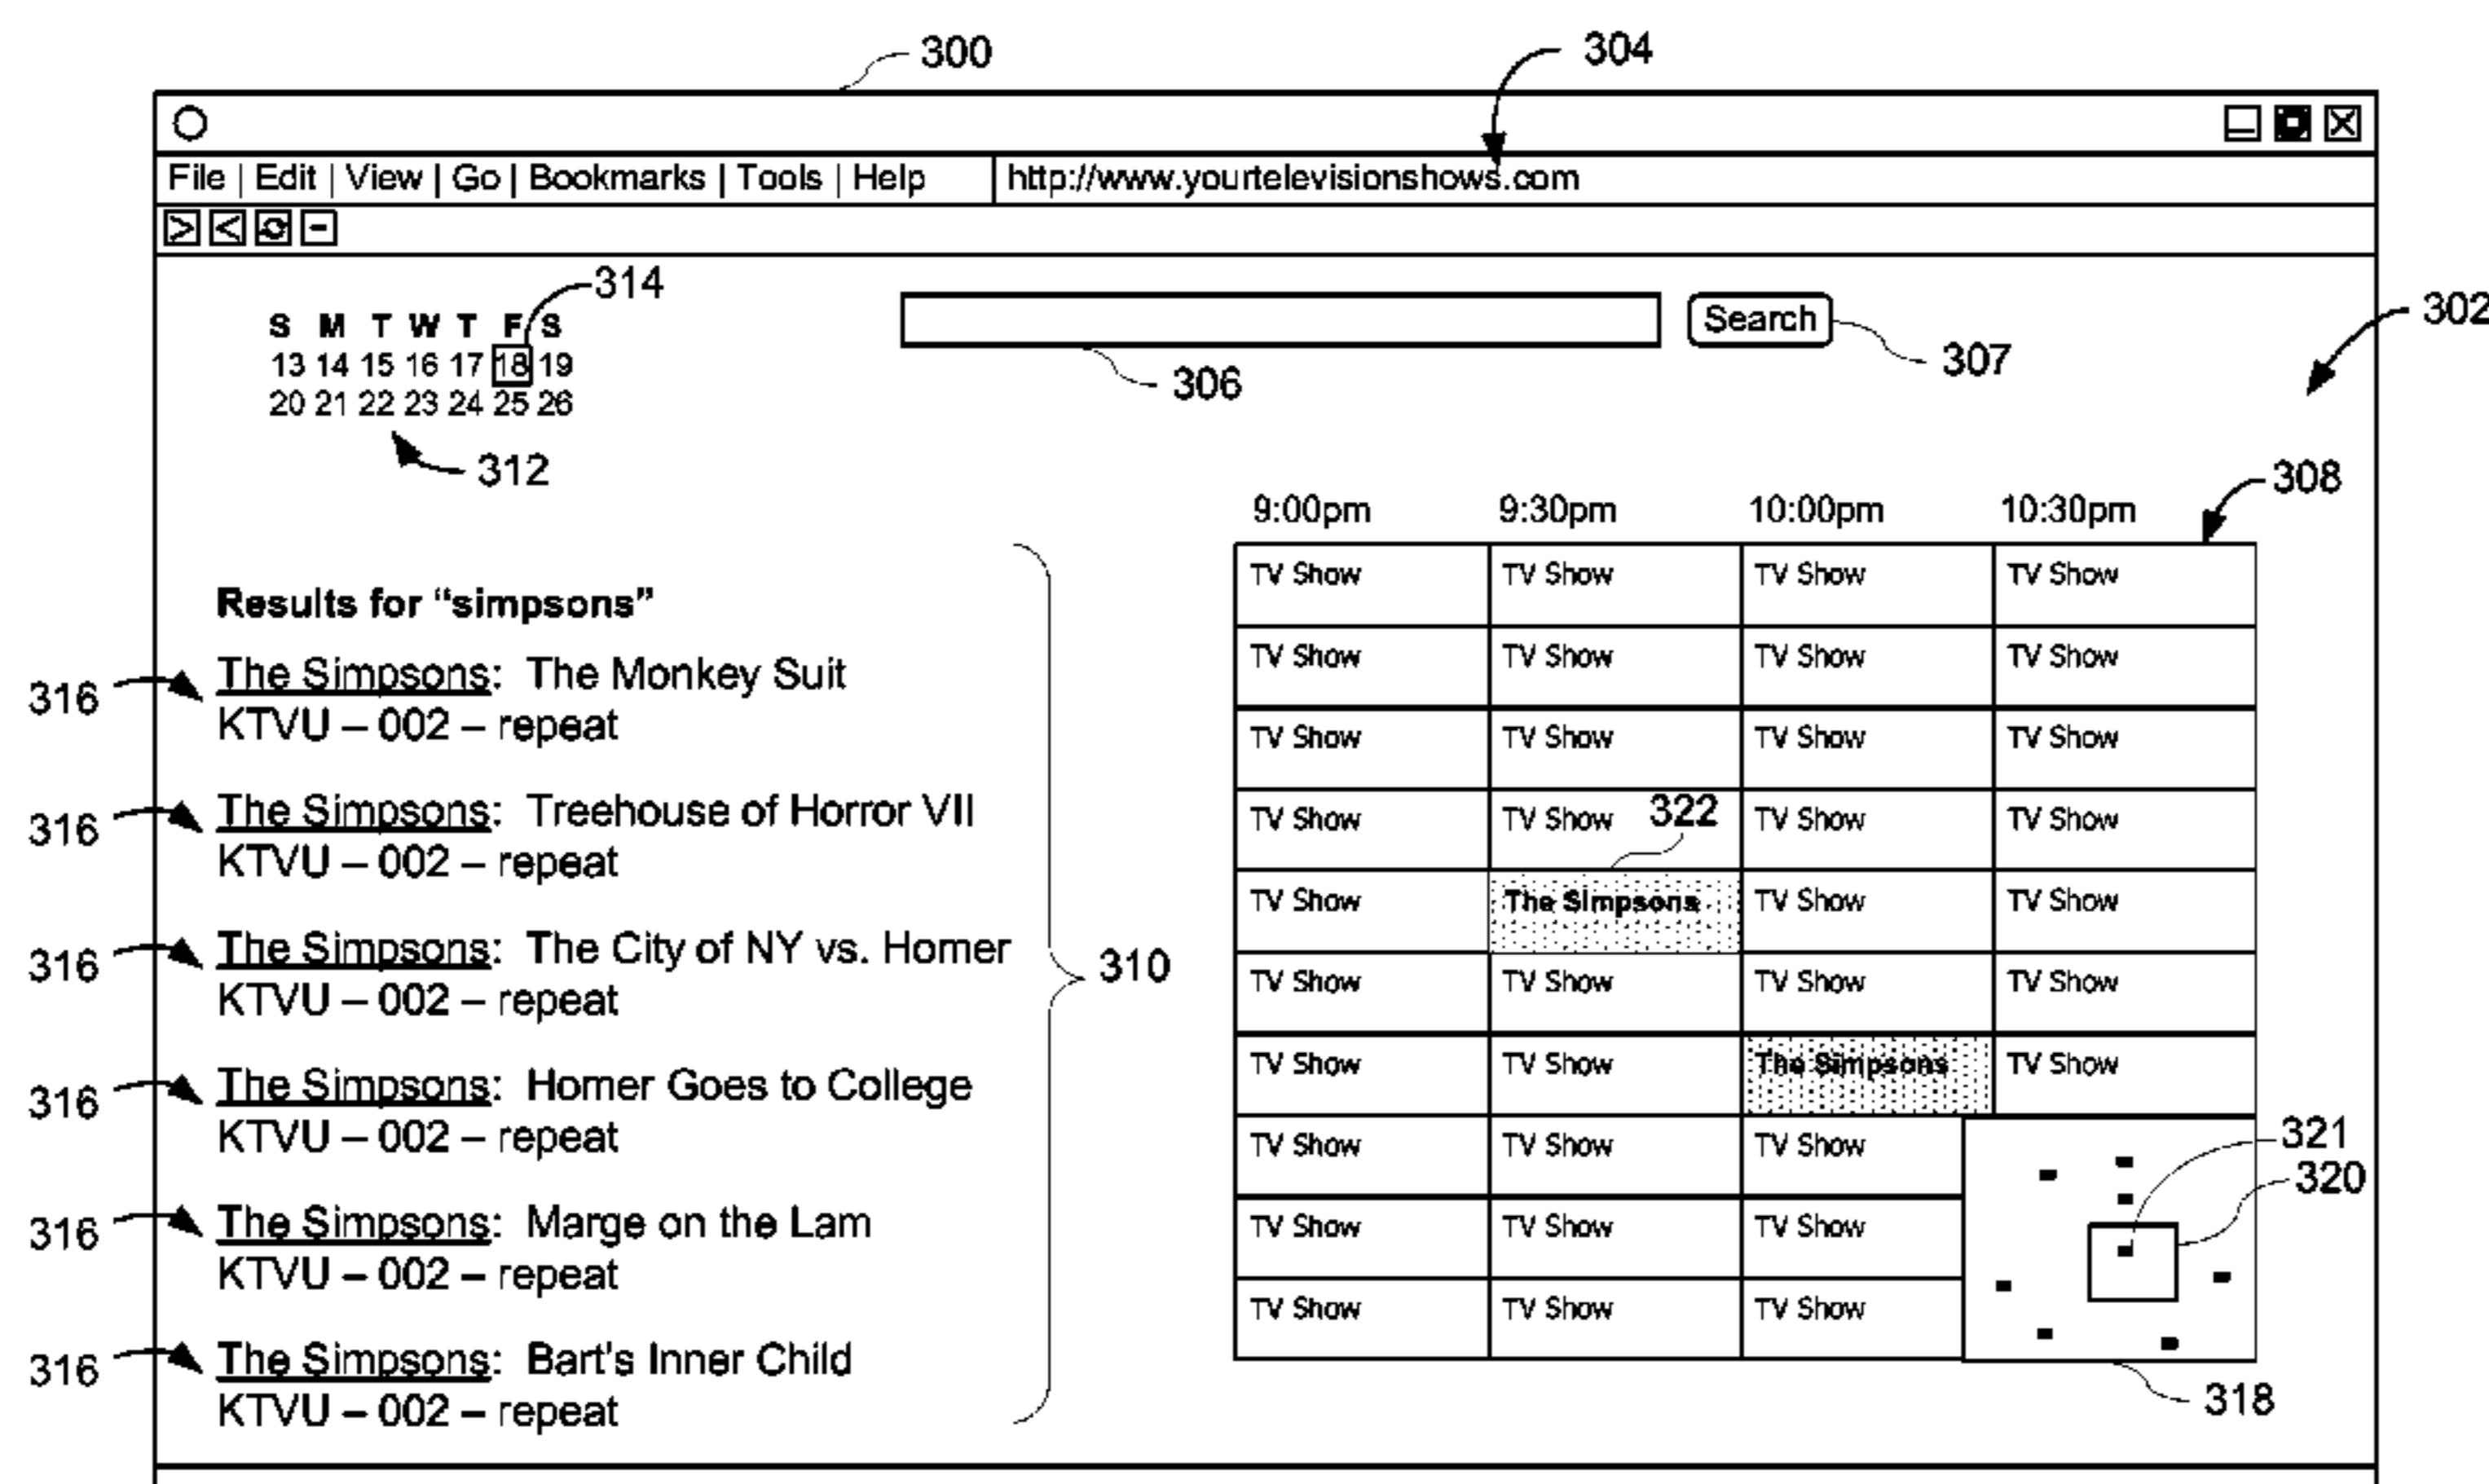 300
304
File | Edit | View | Go | Bookmarks | Tools | Help
http://www.yourtelevisionshows.com
314
S M T W T F S
13 14 15 16 17 18 19
20 21 22 23 24 25 26
312
Search
306
307
302
308
Results for “simpsons”
316
The Simpsons: The Monkey Suit
KTVU – 002 – repeat
316
The Simpsons: Treehouse of Horror VII
KTVU – 002 – repeat
316
The Simpsons: The City of NY vs. Homer
KTVU – 002 – repeat
316
The Simpsons: Homer Goes to College
KTVU – 002 – repeat
316
The Simpsons: Marge on the Lam
KTVU – 002 – repeat
316
The Simpsons: Bart's Inner Child
KTVU – 002 – repeat
310
9:00pm 9:30pm 10:00pm 10:30pm
TV Show TV Show TV Show TV Show
TV Show TV Show TV Show TV Show
TV Show TV Show TV Show TV Show
TV Show TV Show TV Show TV Show
322
TV Show The Simpsons TV Show TV Show
TV Show TV Show TV Show TV Show
TV Show TV Show The Simpsons TV Show
TV Show TV Show TV Show
TV Show TV Show TV Show
TV Show TV Show TV Show
321
320
318